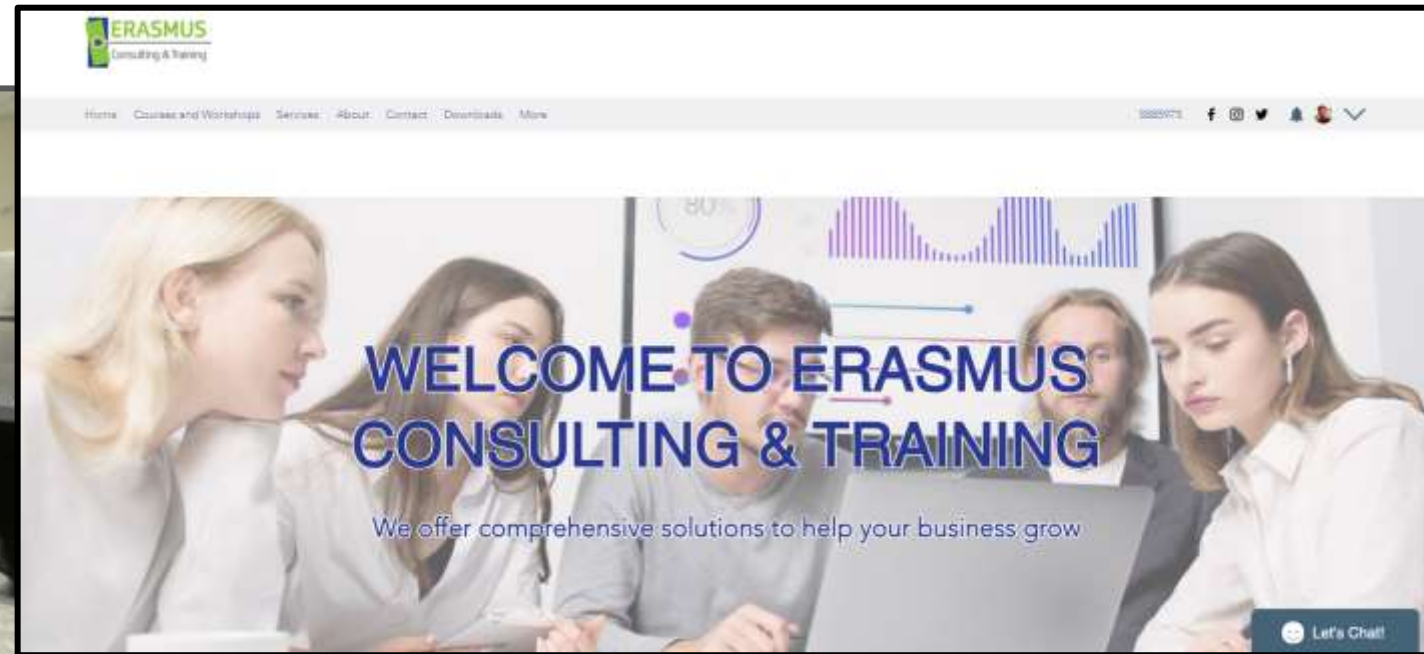 ERASMUS
Consulting & Training
Home Courses and Workshops Services About Contact Downloads More
80%
WELCOME TO ERASMUS
CONSULTING & TRAINING
We offer comprehensive solutions to help your business grow
Let's Chat!